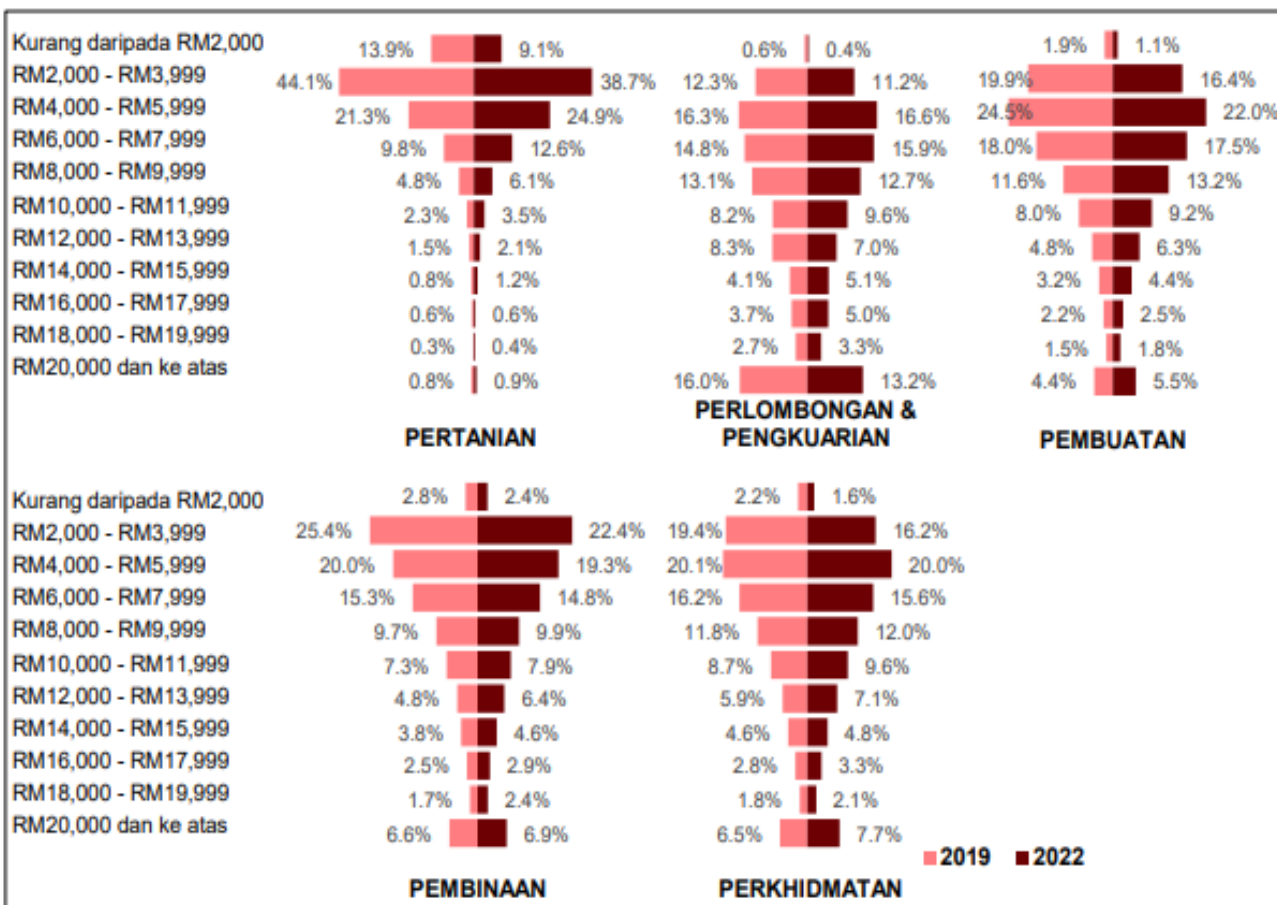 Kurang daripada RM2,000 13.9% 9.1% 0.6% 0.4% 1.9% 1.1%
RM2,000 - RM3,999 44.1% 38.7% 12.3% 11.2% 19.9% 16.4%
RM4,000 - RM5,999 21.3% 24.9% 16.3% 16.6% 24.5% 22.0%
RM6,000 - RM7,999 9.8% 12.6% 14.8% 15.9% 18.0% 17.5%
RM8,000 - RM9,999 4.8% 6.1% 13.1% 12.7% 11.6% 13.2%
RM10,000 - RM11,999 2.3% 3.5% 8.2% 9.6% 8.0% 9.2%
RM12,000 - RM13,999 1.5% 2.1% 8.3% 7.0% 4.8% 6.3%
RM14,000 - RM15,999 0.8% 1.2% 4.1% 5.1% 3.2% 4.4%
RM16,000 - RM17,999 0.6% 0.6% 3.7% 5.0% 2.2% 2.5%
RM18,000 - RM19,999 0.3% 0.4% 2.7% 3.3% 1.5% 1.8%
RM20,000 dan ke atas 0.8% 0.9% 16.0% 13.2% 4.4% 5.5%
PERTANIAN
PERLOMBONGAN &
PENGKUARIAN
PEMBUATAN
Kurang daripada RM2,000 2.8% 2.4% 2.2% 1.6%
RM2,000 - RM3,999 25.4% 22.4% 19.4% 16.2%
RM4,000 - RM5,999 20.0% 19.3% 20.1% 20.0%
RM6,000 - RM7,999 15.3% 14.8% 16.2% 15.6%
RM8,000 - RM9,999 9.7% 9.9% 11.8% 12.0%
RM10,000 - RM11,999 7.3% 7.9% 8.7% 9.6%
RM12,000 - RM13,999 4.8% 6.4% 5.9% 7.1%
RM14,000 - RM15,999 3.8% 4.6% 4.6% 4.8%
RM16,000 - RM17,999 2.5% 2.9% 2.8% 3.3%
RM18,000 - RM19,999 1.7% 2.4% 1.8% 2.1%
RM20,000 dan ke atas 6.6% 6.9% 6.5% 7.7%
2019 2022
PEMBINAAN PERKHIDMATAN